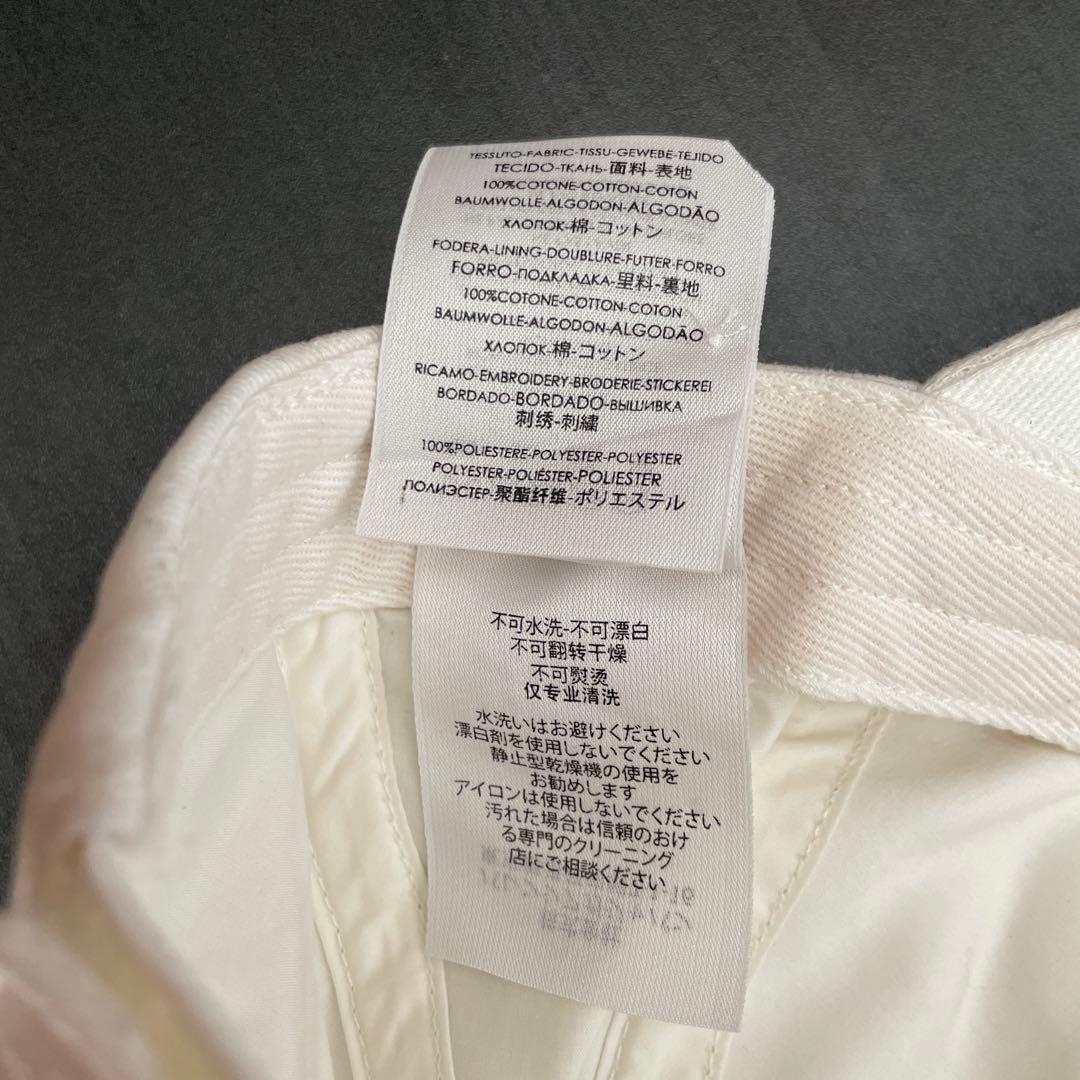 TESSUTO-FABRIC-TISSU-GEWEBE-TEJIDO
TECIDO-ТКАНЬ-面料-表地
100%COTONE-COTTON-COTON
BAUMWOLLE-ALGODON-ALGODÃO
ХЛОПОК-棉-コットン
FODERA-LINING-DOUBLURE-FUTTER-FORRO
FORRO-ПОДКЛАДКА-里料-裏地
100%COTONE-COTTON-COTON
BAUMWOLLE-ALGODON-ALGODÃO
ХЛОПОК-棉-コットン
RICAMO-EMBROIDERY-BRODERIE-STICKEREI
BORDADO-BORDADO-ВЫШИВКА
刺绣-刺繍
100%POLIESTERE-POLYESTER-POLYESTER
POLYESTER-POLIÉSTER-POLIESTER
ПОЛИЭСТЕР-聚酯纤维-ポリエステル
不可水洗-不可漂白
不可翻转干燥
不可熨烫
仅专业清洗
水洗いはお避けください
漂白剤を使用しないでください
静止型乾燥機の使用を
お勧めします
アイロンは使用しないでください
汚れた場合は信頼のおけ
る専門のクリーニング
店にご相談ください